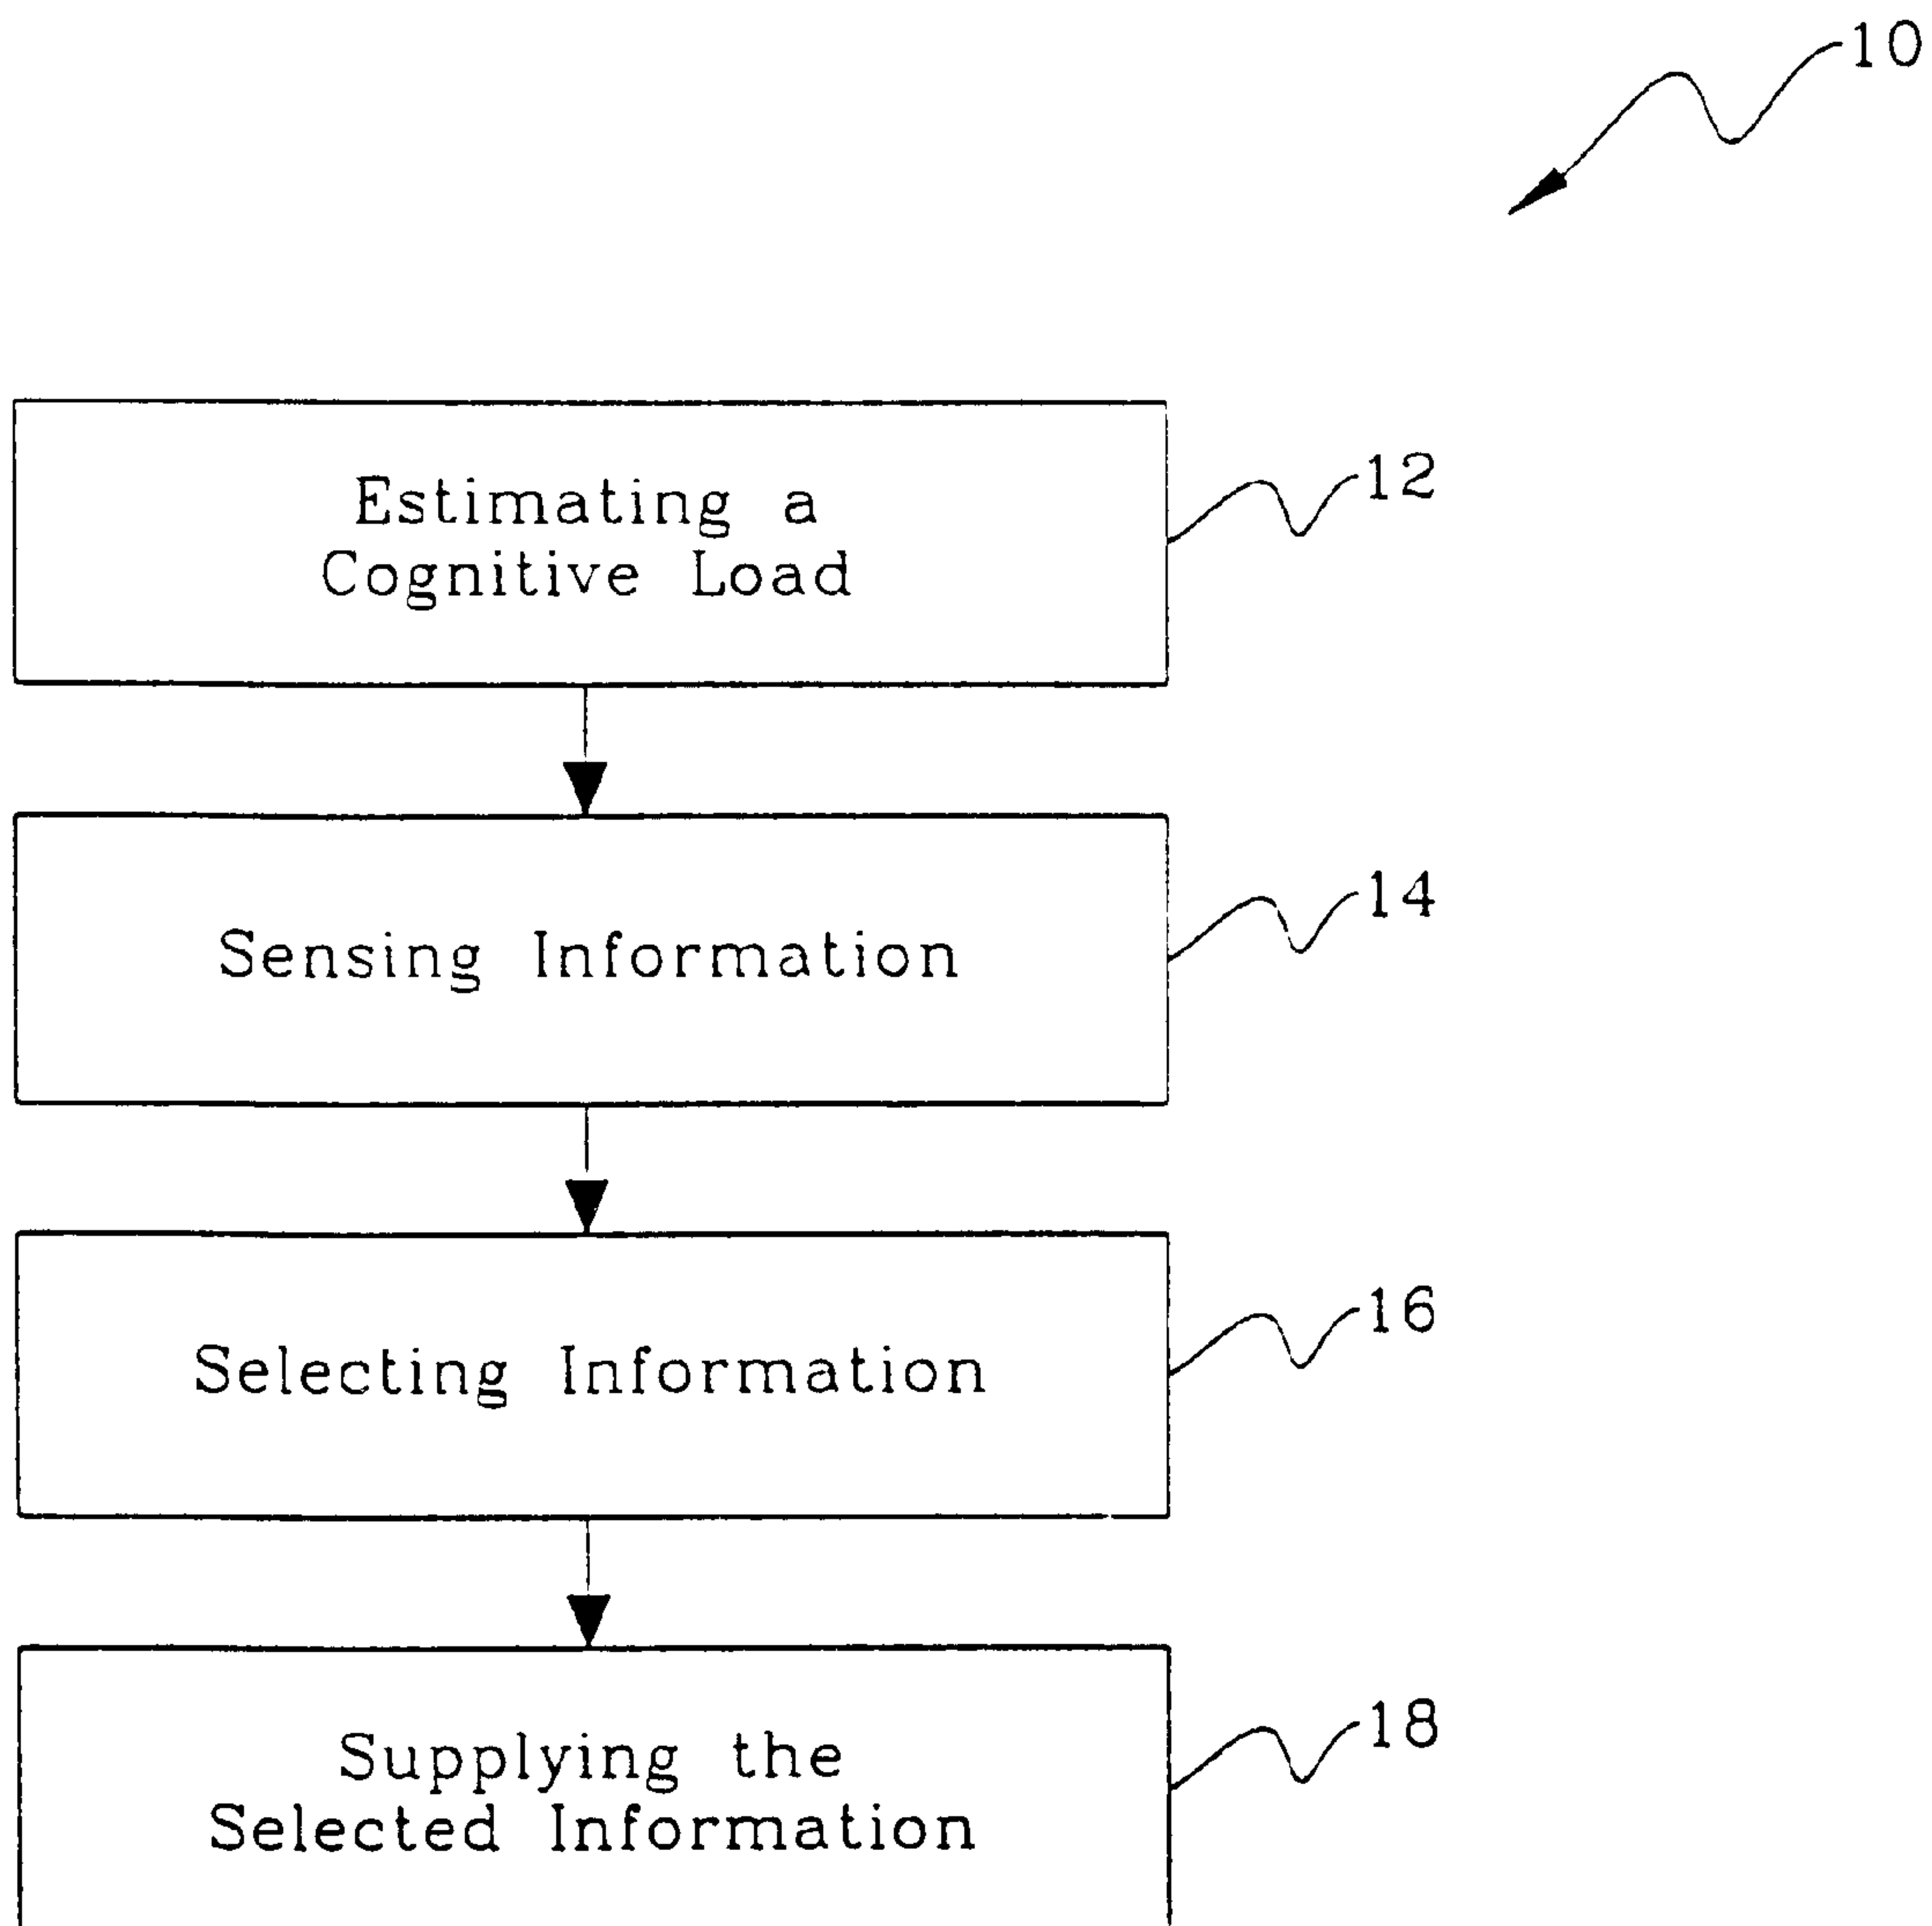 10
Estimating a
Cognitive Load
12
Sensing Information
14
Selecting Information
16
Supplying the
Selected Information
18